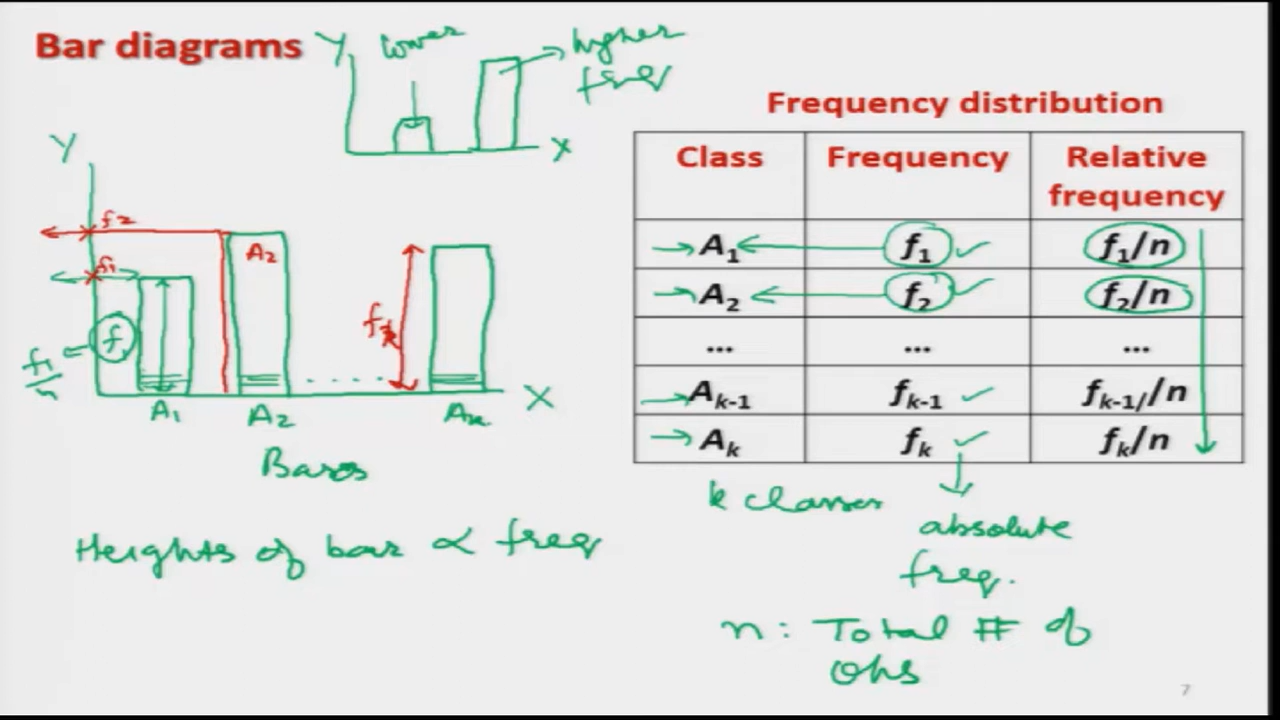 Bar diagrams
Y lower higher
freq
X
Frequency distribution
Class Frequency Relative frequency
A1 f1 f1/n
A2 f2 f2/n
... ... ...
Ak-1 fk-1 fk-1/n
Ak fk fk/n
Y
f2
A2
f1
f1
f1/n
fk
X
A1 A2 Ak
Bars
Heights of bar ∝ freq
k classes
absolute
freq.
n: Total # of
obs
7